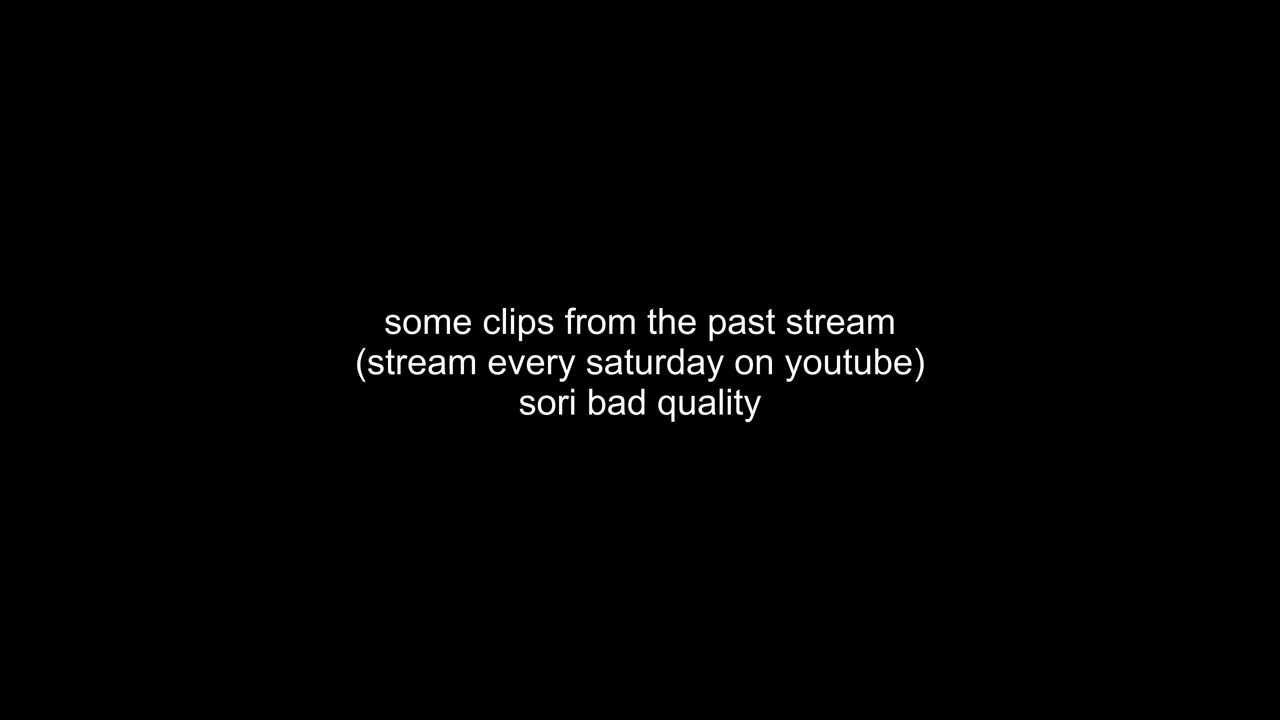 some clips from the past stream
(stream every saturday on youtube)
sori bad quality